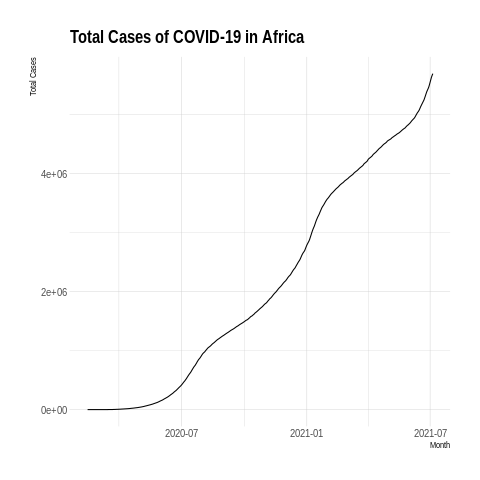 Total Cases of COVID-19 in Africa
Total Cases
4e+06
2e+06
0e+00
2020-07
2021-01
2021-07
Month